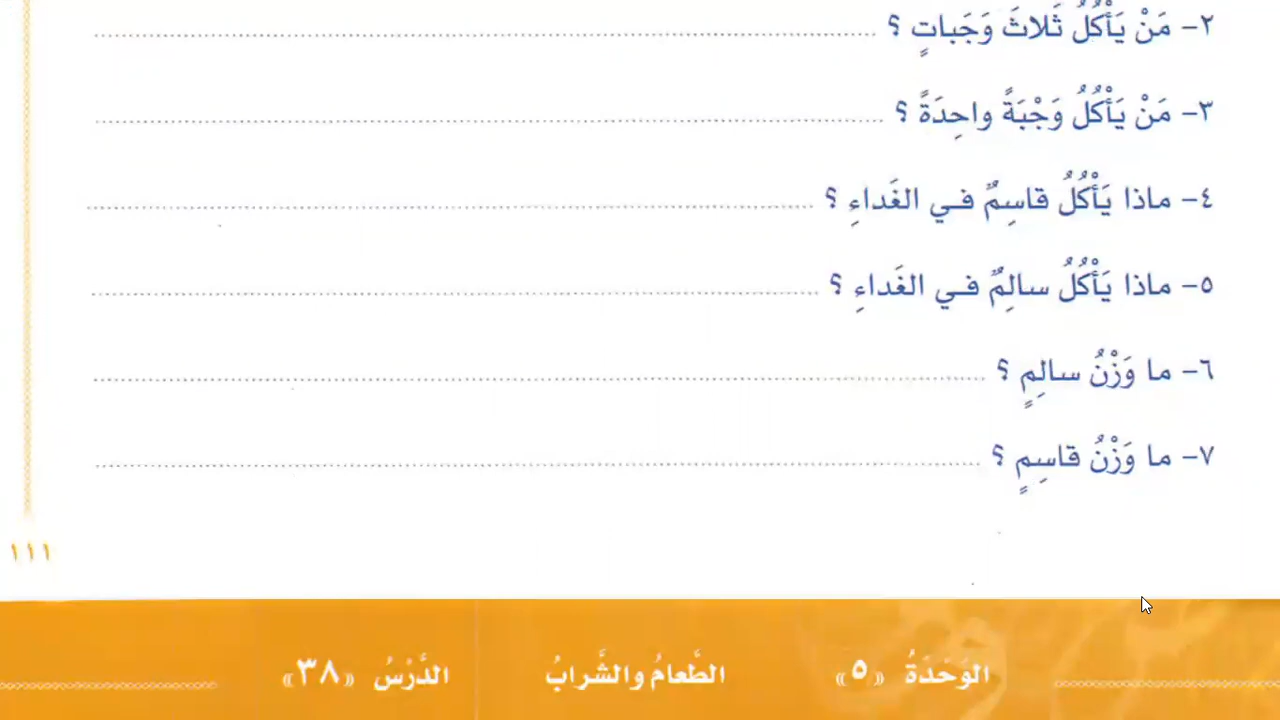 ٢- مَنْ يَأْكُلُ ثَلاثَ وَجَباتٍ ؟
٣- مَنْ يَأْكُلُ وَجْبَةً واحِدَةً ؟
٤- ماذا يَأْكُلُ قاسِمٌ في الغَداءِ ؟
٥- ماذا يَأْكُلُ سالِمٌ في الغَداءِ ؟
٦- ما وَزْنُ سالِمٍ ؟
٧- ما وَزْنُ قاسِمٍ ؟
١١١
الوَحْدَةُ «٥» الطَّعامُ والشَّرابُ الدَّرْسُ «٣٨»